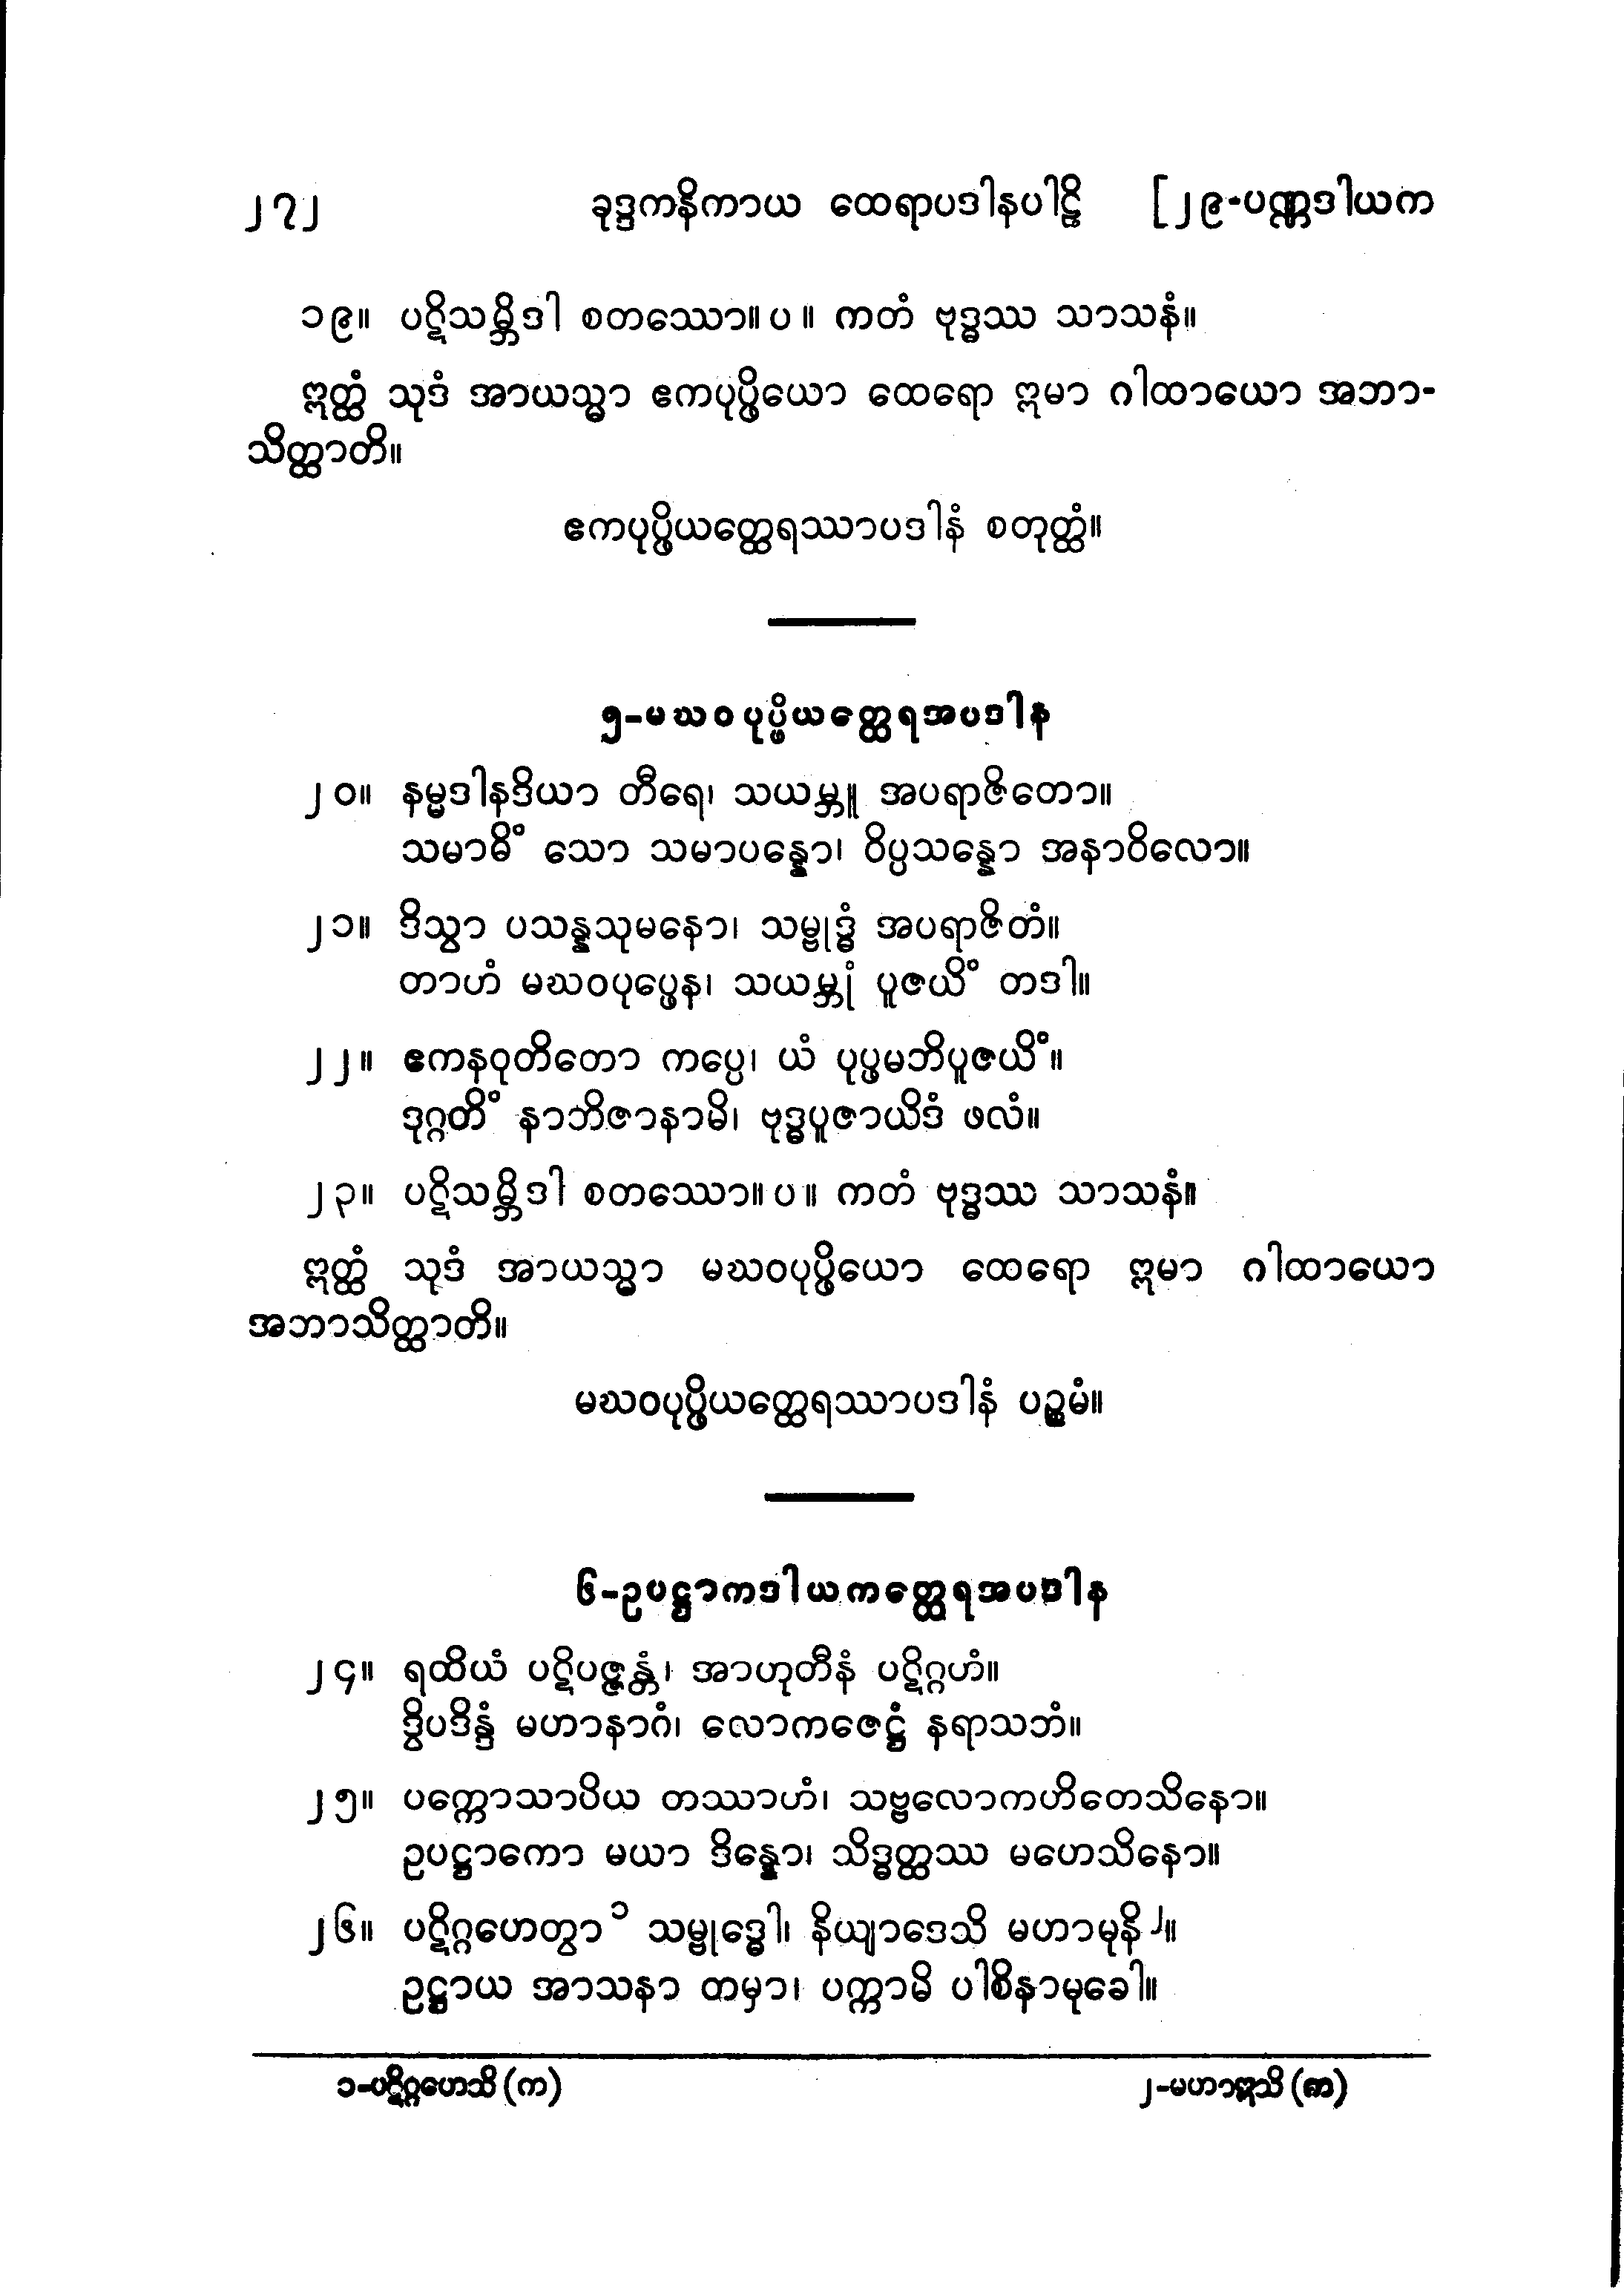 ၂၇၂ ခုဒ္ဒကနိကာယ ထေရာပဒါနပါဠိ [၂၉-ပဏ္ဏဒါယက
၁၉။ ပဋိသမ္ဘိဒါ စတဿော။ပ။ ကတံ ဗုဒ္ဓဿ သာသနံ။
ဣတ္ထံ သုဒံ အာယသ္မာ ဧကပုပ္ဖိယော ထေရော ဣမာ ဂါထာယော အဘာ-
သိတ္ထာတိ။
ဧကပုပ္ဖိယတ္ထေရဿာပဒါနံ စတုတ္ထံ။
၅-မဃဝပုပ္ဖိယတ္ထေရအပဒါန
၂၀။ နမ္မဒါနဒိယာ တီရေ၊ သယမ္ဘူ အပရာဇိတော။
သမာဓိံ သော သမာပန္နော၊ ဝိပ္ပသန္နော အနာဝိလော။
၂၁။ ဒိသွာ ပသန္နသုမနော၊ သမ္ဗုဒ္ဓံ အပရာဇိတံ။
တာဟံ မဃဝပုပ္ဖေန၊ သယမ္ဘုံ ပူဇယိံ တဒါ။
၂၂။ ဧကနဝုတိတော ကပ္ပေ၊ ယံ ပုပ္ဖမဘိပူဇယိံ။
ဒုဂ္ဂတိံ နာဘိဇာနာမိ၊ ဗုဒ္ဓပူဇာယိဒံ ဖလံ။
၂၃။ ပဋိသမ္ဘိဒါ စတဿော။ပ။ ကတံ ဗုဒ္ဓဿ သာသနံ။
ဣတ္ထံ သုဒံ အာယသ္မာ မဃဝပုပ္ဖိယော ထေရော ဣမာ ဂါထာယော
အဘာသိတ္ထာတိ။
မဃဝပုပ္ဖိယတ္ထေရဿာပဒါနံ ပဉ္စမံ။
၆-ဥပဋ္ဌာကဒါယကတ္ထေရအပဒါန
၂၄။ ရထိယံ ပဋိပဇ္ဇန္တံ၊ အာဟုတီနံ ပဋိဂ္ဂဟံ။
ဒွိပဒိန္ဒံ မဟာနာဂံ၊ လောကဇေဋ္ဌံ နရာသဘံ။
၂၅။ ပက္ကောသာပိယ တဿာဟံ၊ သဗ္ဗလောကဟိတေသိနော။
ဥပဋ္ဌာကော မယာ ဒိန္နော၊ သိဒ္ဓတ္ထဿ မဟေသိနော။
၂၆။ ပဋိဂ္ဂဟေတွာ ၁ သမ္ဗုဒ္ဓေါ၊ နိယျာဒေသိ မဟာမုနိ ၂။
ဥဋ္ဌာယ အာသနာ တမှာ၊ ပက္ကာမိ ပါစိနာမုခေါ။
၁-ပဋိဂ္ဂဟေသိ (က) ၂-မဟာဣသိ (က)